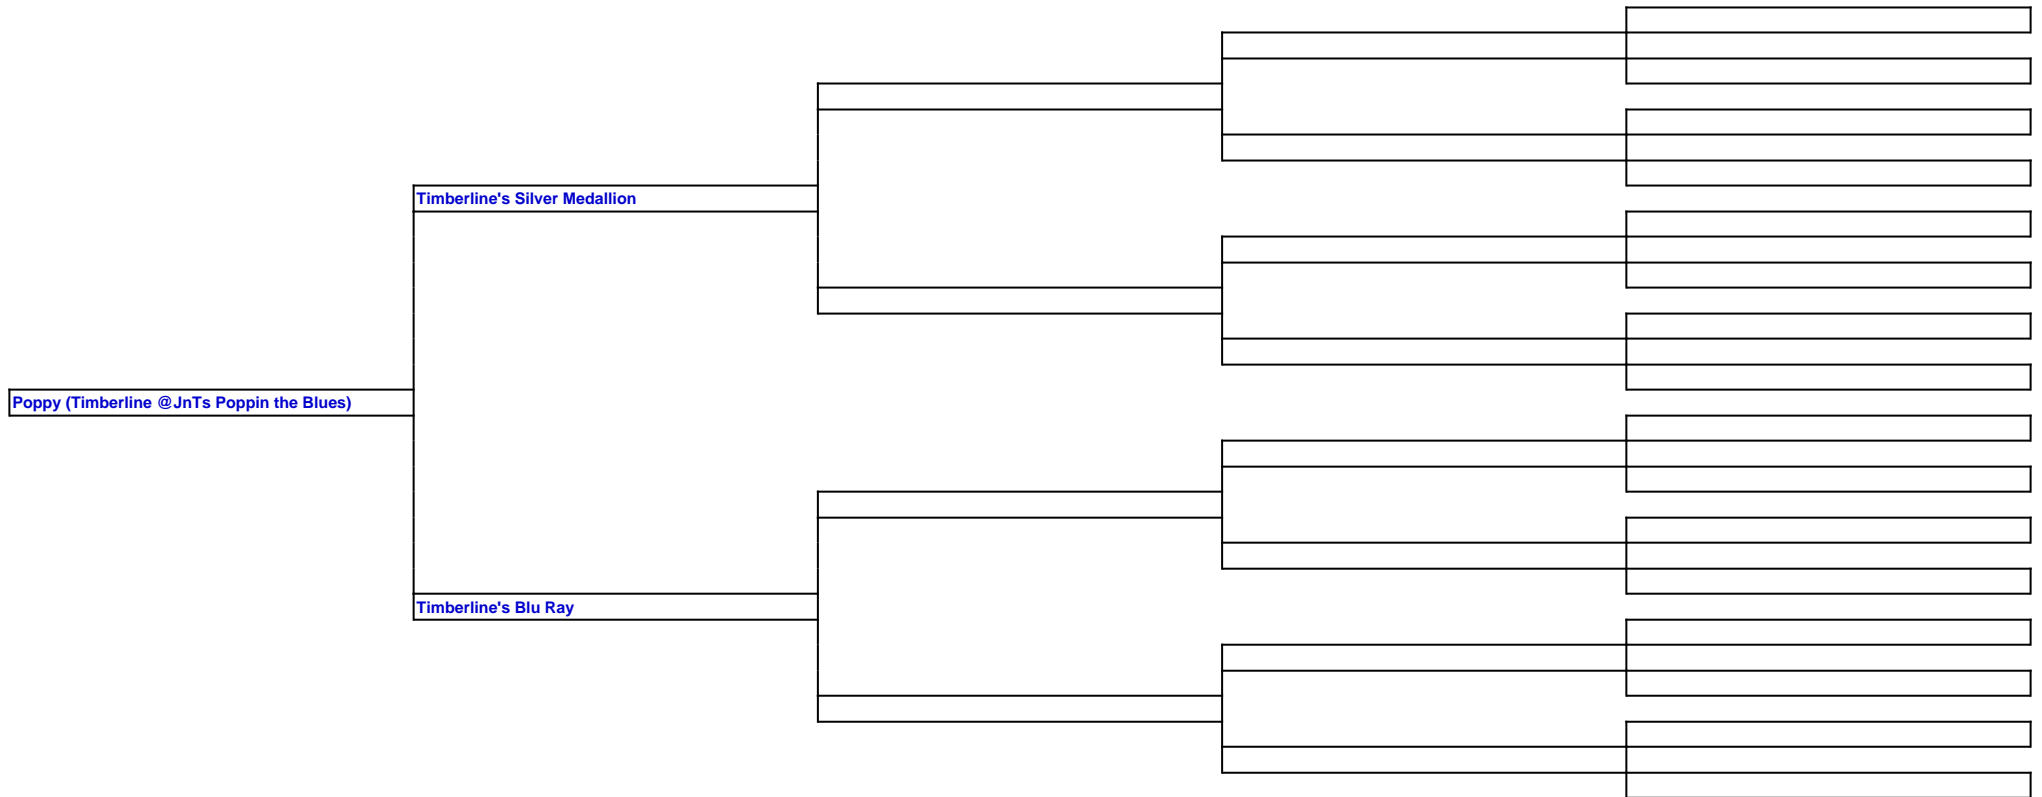 Timberline's Silver Medallion
Poppy (Timberline @JnTs Poppin the Blues)
Timberline's Blu Ray